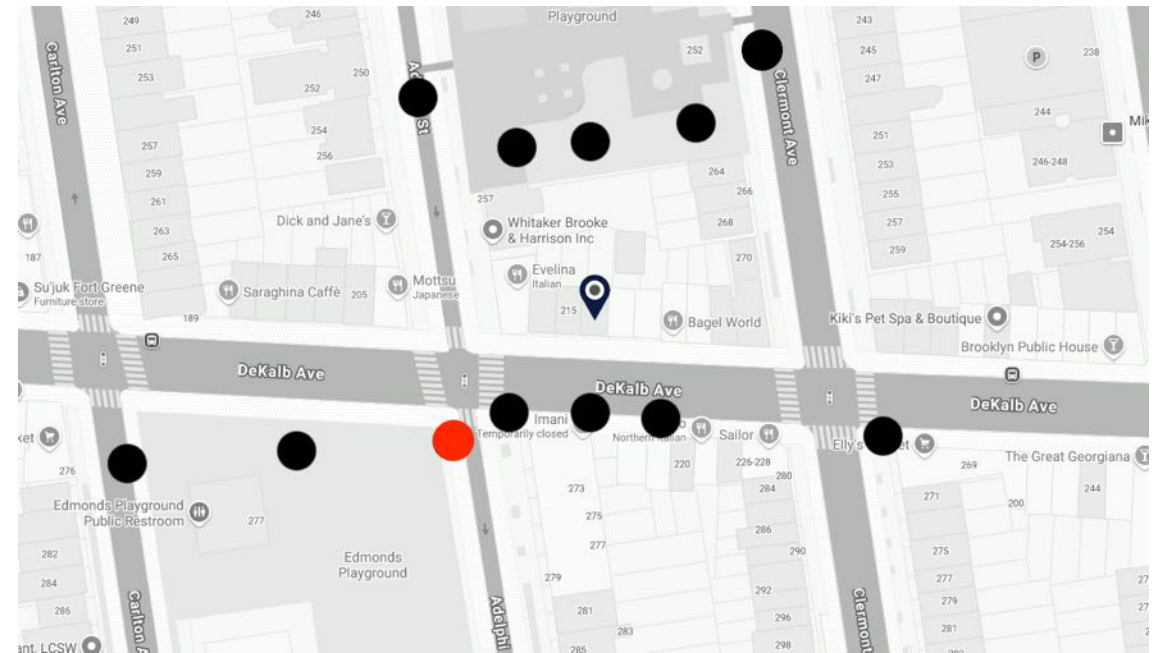 Playground
249
246
243
251
245
252
238
253
250
252
247
P
244
254
251
257
256
246-248
259
264
253
261
257
266
255
Dick and Jane's
Whitaker Brooke
& Harrison Inc
268
257
254
263
254-256
187
265
259
Evelina
Italian
270
Su'juk Fort Greene
Furniture store
Saraghina Caffè
205
Mottsu
Japanese
215
Bagel World
Kiki's Pet Spa & Boutique
189
Brooklyn Public House
DeKalb Ave
DeKalb Ave
DeKalb Ave
Imani
Temporarily closed
Northern Italian
Sailor
276
220
226-228
280
269
The Great Georgiana
273
284
271
200
244
Edmonds Playground
Public Restroom
277
275
286
277
290
275
282
Edmonds
Playground
279
277
284
292
279
286
281
296
281
283
298
285
Carlton Ave
St
Clermont Ave
Adelphi
Clermont